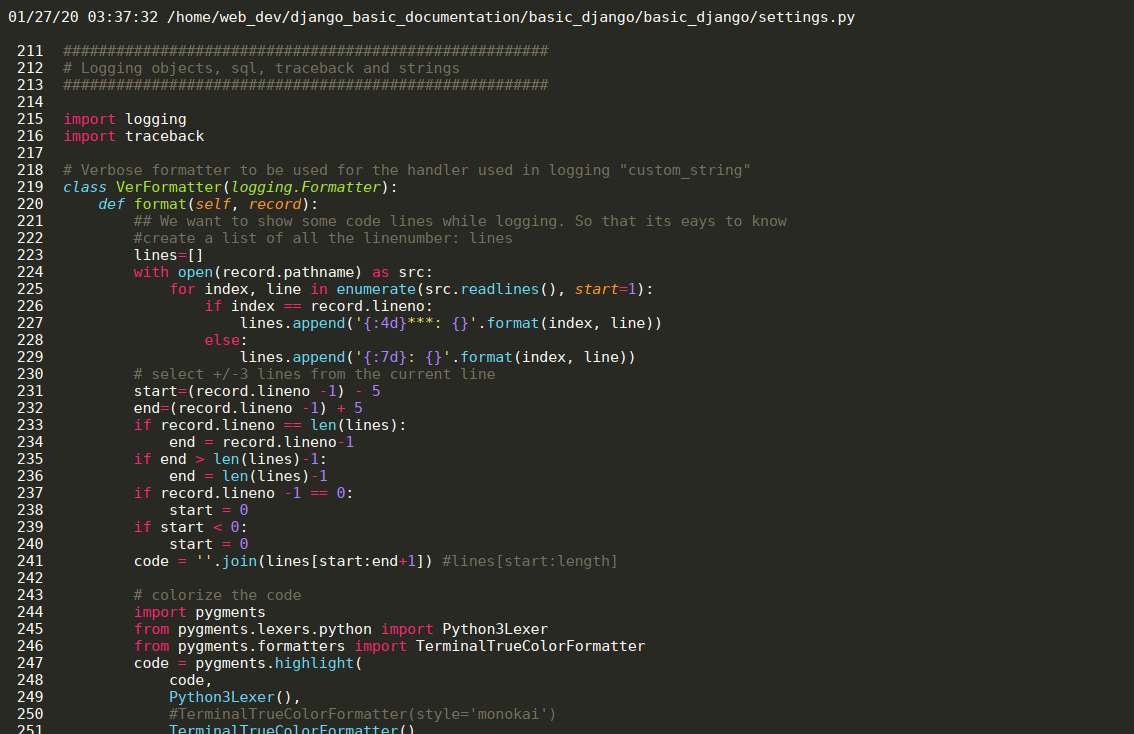 01/27/20 03:37:32 /home/web_dev/django_basic_documentation/basic_django/basic_django/settings.py
211 #######################################################
212 # Logging objects, sql, traceback and strings
213 #######################################################
214
215 import logging
216 import traceback
217
218 # Verbose formatter to be used for the handler used in logging "custom_string"
219 class VerFormatter(logging.Formatter):
220     def format(self, record):
221         ## We want to show some code lines while logging. So that its eays to know
222         #create a list of all the linenumber: lines
223         lines=[]
224         with open(record.pathname) as src:
225             for index, line in enumerate(src.readlines(), start=1):
226                 if index == record.lineno:
227                     lines.append('{:4d}***: {}'.format(index, line))
228                 else:
229                     lines.append('{:7d}: {}'.format(index, line))
230         # select +/-3 lines from the current line
231         start=(record.lineno -1) - 5
232         end=(record.lineno -1) + 5
233         if record.lineno == len(lines):
234             end = record.lineno-1
235         if end > len(lines)-1:
236             end = len(lines)-1
237         if record.lineno -1 == 0:
238             start = 0
239         if start < 0:
240             start = 0
241         code = ''.join(lines[start:end+1]) #lines[start:length]
242
243         # colorize the code
244         import pygments
245         from pygments.lexers.python import Python3Lexer
246         from pygments.formatters import TerminalTrueColorFormatter
247         code = pygments.highlight(
248             code,
249             Python3Lexer(),
250             #TerminalTrueColorFormatter(style='monokai')
251             TerminalTrueColorFormatter()